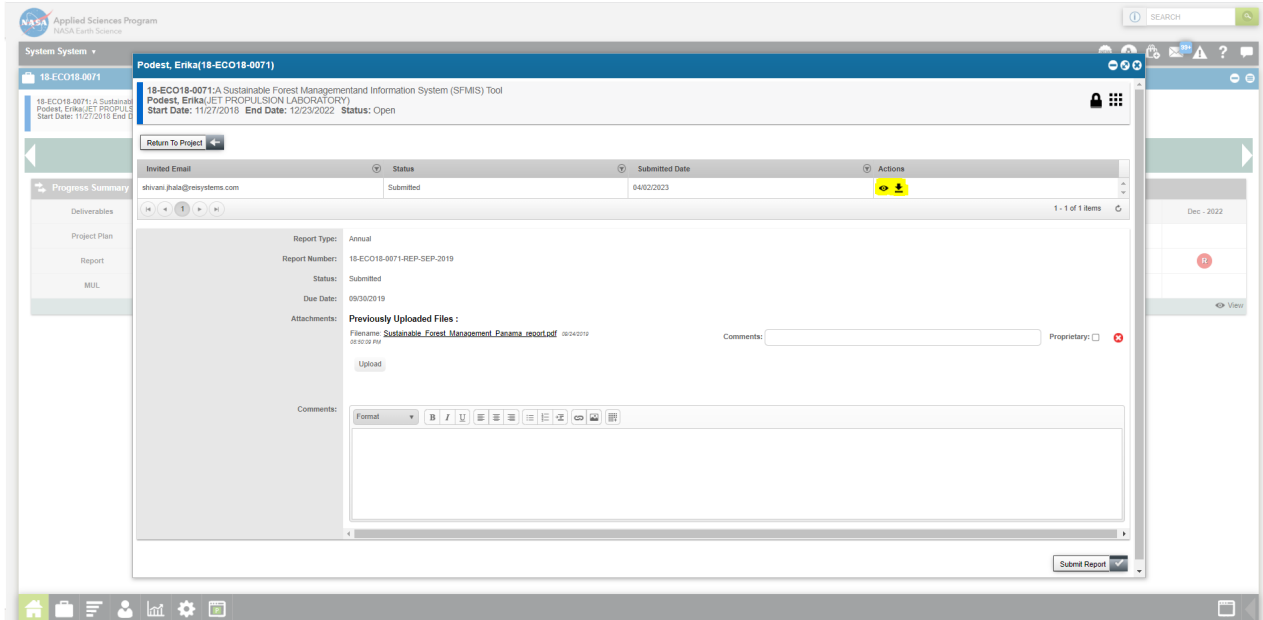 NASA
Applied Sciences Program
NASA Earth Science
SEARCH
System System
99+
?
18-ECO18-0071
18-ECO18-0071: A Sustainabl
Podest, Erika(JET PROPULS
Start Date: 11/27/2018 End D
Progress Summary
Deliverables
Dec - 2022
Project Plan
Report
R
MUL
View
Podest, Erika(18-ECO18-0071)
18-ECO18-0071:A Sustainable Forest Managementand Information System (SFMIS) Tool
Podest, Erika(JET PROPULSION LABORATORY)
Start Date: 11/27/2018 End Date: 12/23/2022 Status: Open
Return To Project
Invited Email Status Submitted Date Actions
shivani.jhala@reisystems.com Submitted 04/02/2023
1 1 - 1 of 1 items
Report Type: Annual
Report Number: 18-ECO18-0071-REP-SEP-2019
Status: Submitted
Due Date: 09/30/2019
Attachments: Previously Uploaded Files :
Filename: Sustainable_Forest_Management_Panama_report.pdf 09/24/2019
Comments: Proprietary:
Upload
Comments:
Format B I U
Submit Report